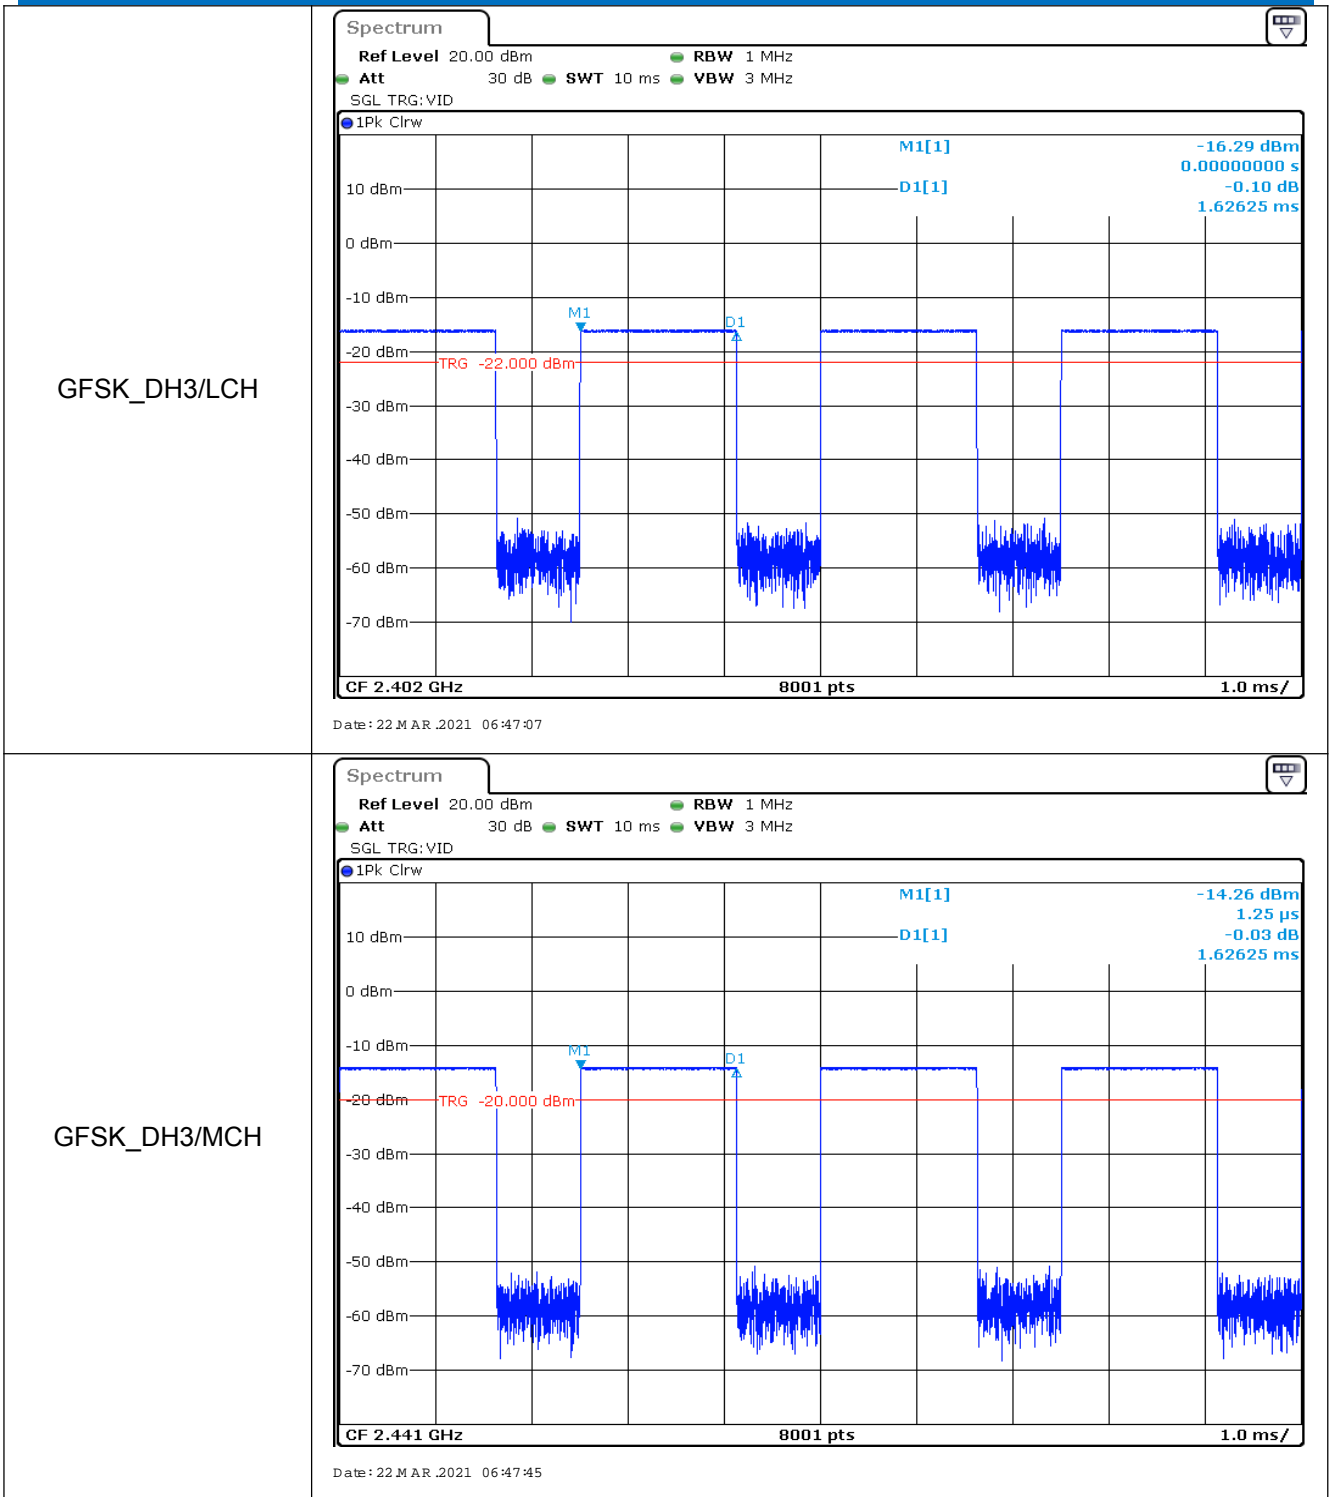 GFSK_DH3/LCH
Spectrum
Ref Level 20.00 dBm RBW 1 MHz
Att 30 dB SWT 10 ms VBW 3 MHz
SGL TRG:VID
1Pk Clrw
M1[1] -16.29 dBm
0.00000000 s
10 dBm D1[1] -0.10 dB
1.62625 ms
0 dBm
-10 dBm
M1
D1
-20 dBm
TRG -22.000 dBm
-30 dBm
-40 dBm
-50 dBm
-60 dBm
-70 dBm
CF 2.402 GHz 8001 pts 1.0 ms/
Date: 22.MAR.2021 06:47:07
GFSK_DH3/MCH
Spectrum
Ref Level 20.00 dBm RBW 1 MHz
Att 30 dB SWT 10 ms VBW 3 MHz
SGL TRG:VID
1Pk Clrw
M1[1] -14.26 dBm
1.25 µs
10 dBm D1[1] -0.03 dB
1.62625 ms
0 dBm
-10 dBm
M1
D1
-20 dBm TRG -20.000 dBm
-30 dBm
-40 dBm
-50 dBm
-60 dBm
-70 dBm
CF 2.441 GHz 8001 pts 1.0 ms/
Date: 22.MAR.2021 06:47:45